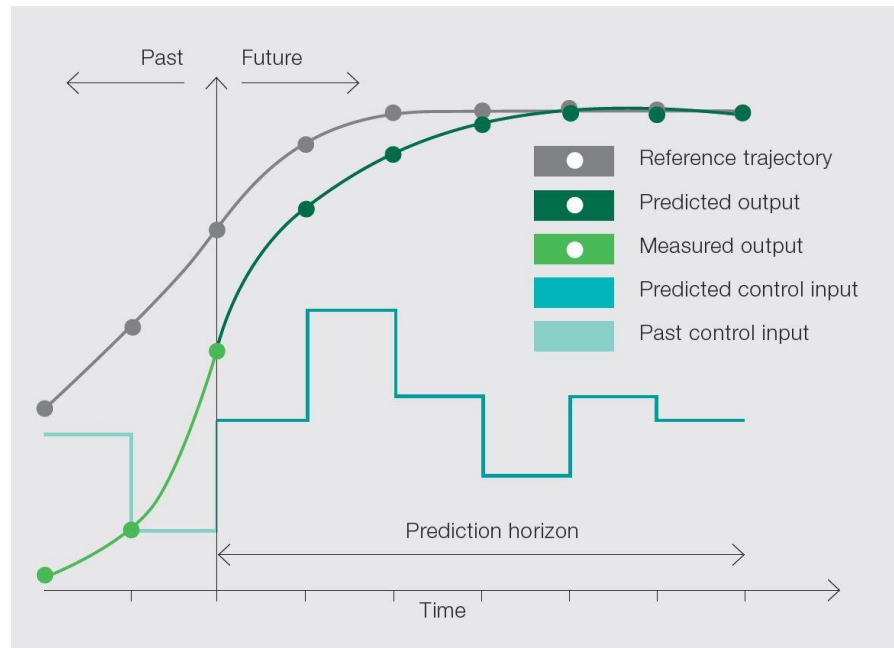 Past
Future
Reference trajectory
Predicted output
Measured output
Predicted control input
Past control input
Prediction horizon
Time